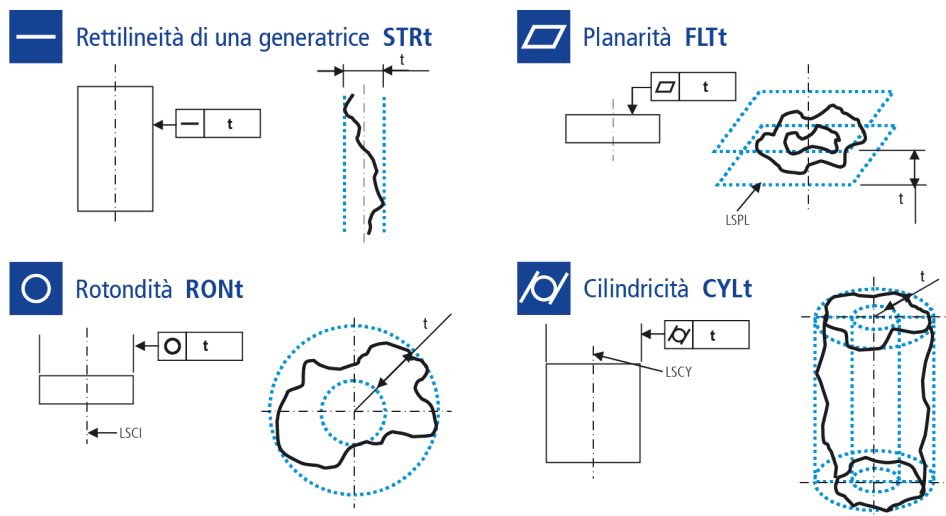 Rettilineità di una generatrice STRt
t
t
Planarità FLTt
t
t
LSPL
Rotondità RONt
t
t
LSCI
Cilindricità CYLt
t
t
LSCY